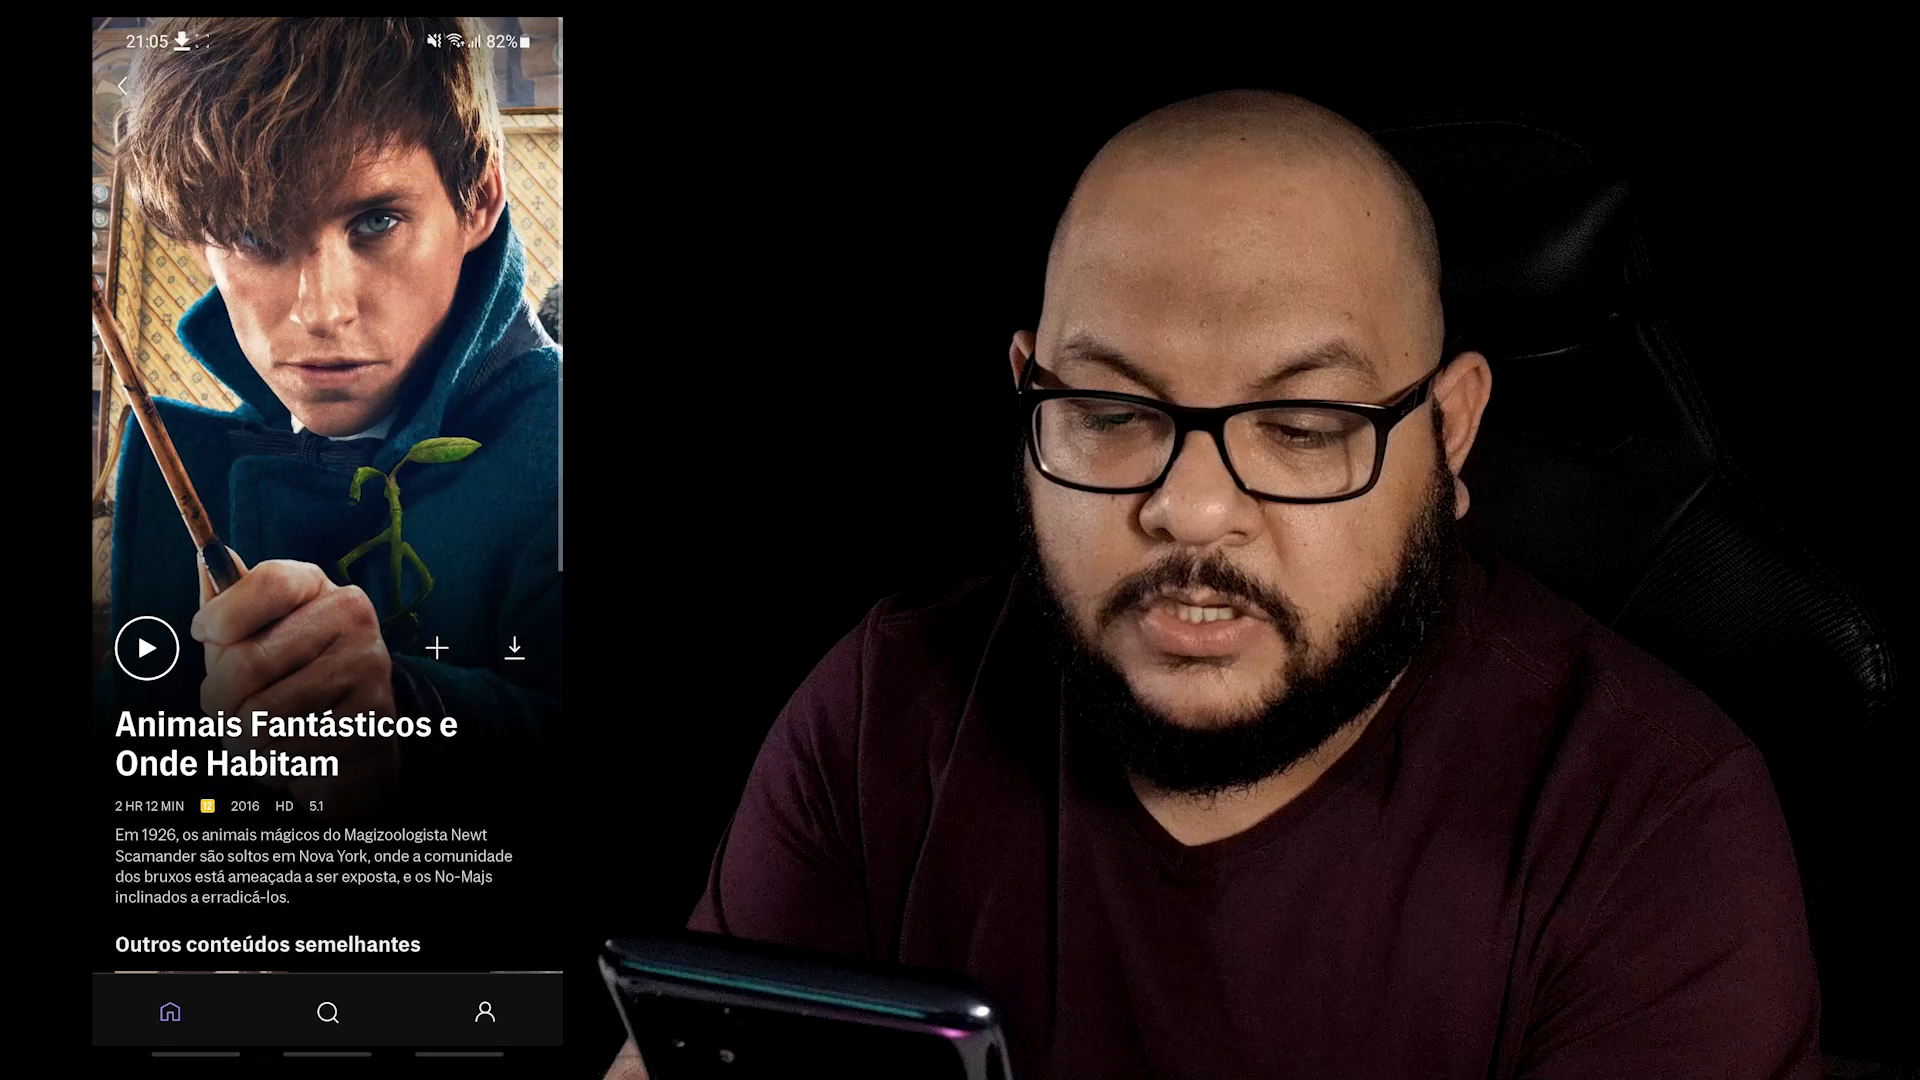 21:05
82%
Animais Fantásticos e
Onde Habitam
2 HR 12 MIN 12 2016 HD 5.1
Em 1926, os animais mágicos do Magizoologista Newt
Scamander são soltos em Nova York, onde a comunidade
dos bruxos está ameaçada a ser exposta, e os No-Majs
inclinados a erradicá-los.
Outros conteúdos semelhantes